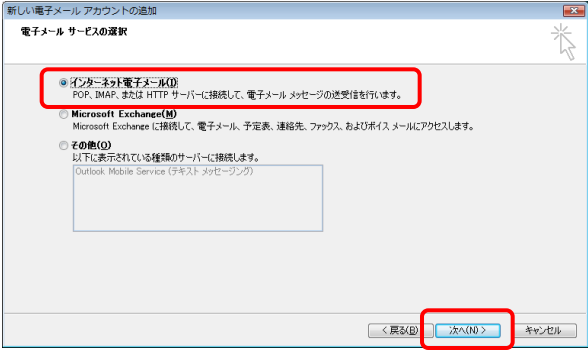 新しい電子メール アカウントの追加
電子メール サービスの選択
インターネット電子メール(I)
POP、IMAP、または HTTP サーバーに接続して、電子メール メッセージの送受信を行います。
Microsoft Exchange(M)
Microsoft Exchange に接続して、電子メール、予定表、連絡先、ファックス、およびボイス メールにアクセスします。
その他(O)
以下に表示されている種類のサーバーに接続します。
Outlook Mobile Service (テキスト メッセージング)
< 戻る(B) 次へ(N) > キャンセル